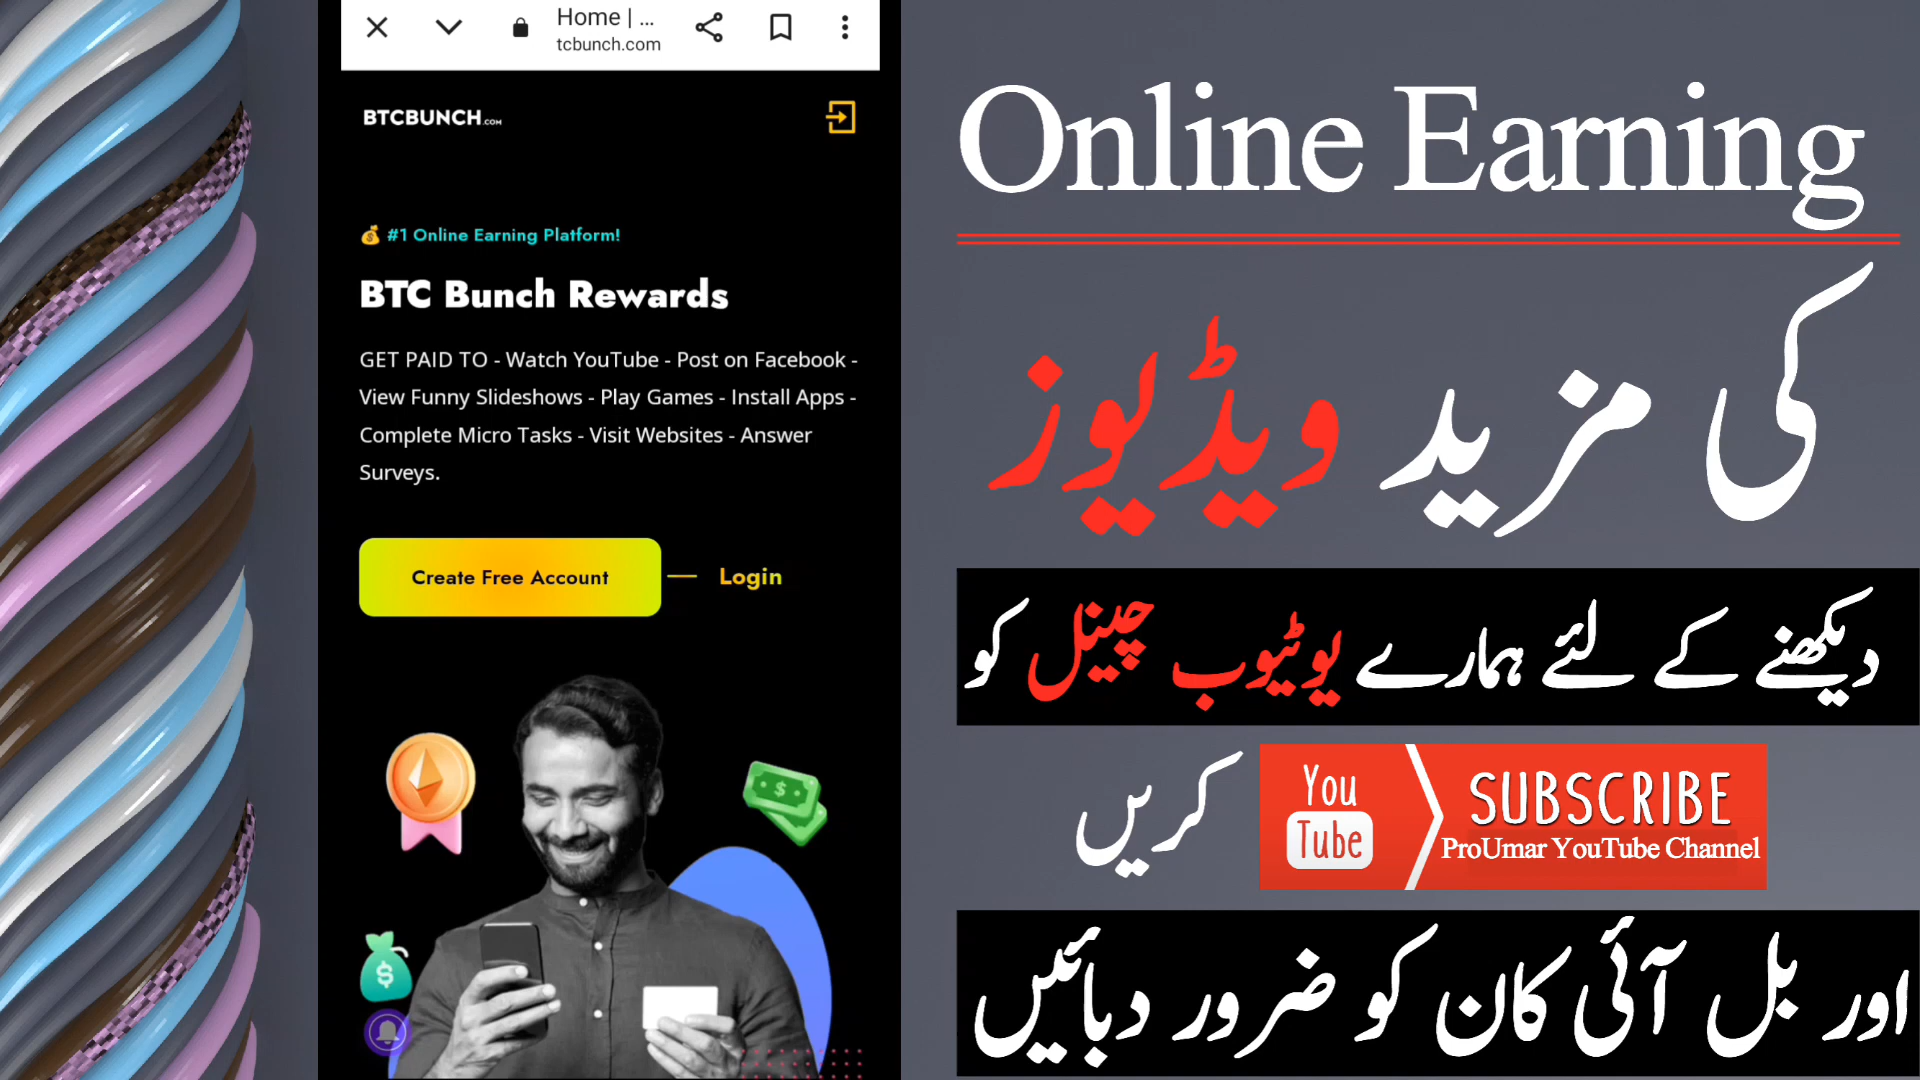 Home | ...
tcbunch.com
BTCBUNCH.COM
#1 Online Earning Platform!
BTC Bunch Rewards
GET PAID TO - Watch YouTube - Post on Facebook -
View Funny Slideshows - Play Games - Install Apps -
Complete Micro Tasks - Visit Websites - Answer
Surveys.
Create Free Account
Login
Online Earning
کی مزید ویڈیوز
دیکھنے کے لئے ہمارے یوٹیوب چینل کو
You
Tube
SUBSCRIBE
ProUmar YouTube Channel
کریں
اور بل آئی کان کو ضرور دبائیں